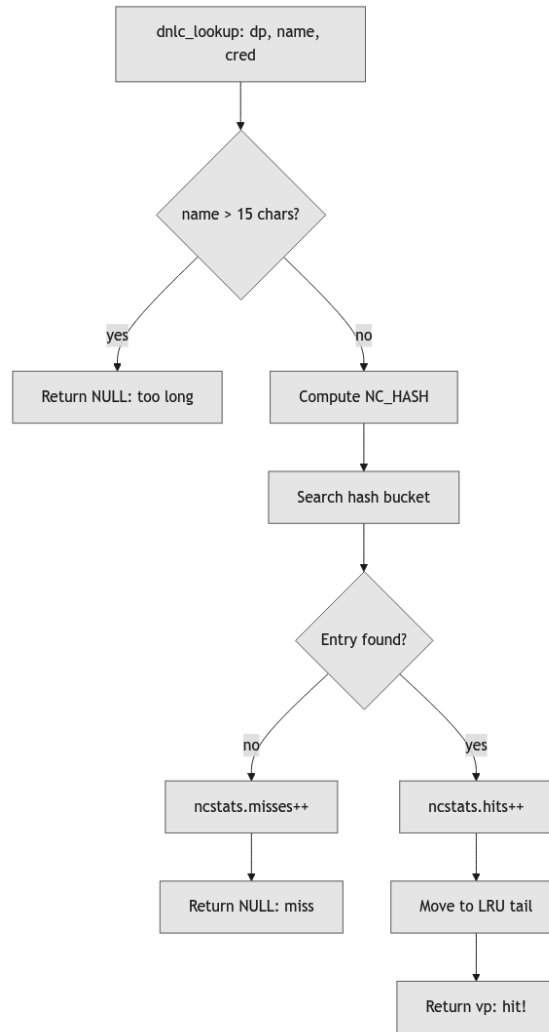 dnlc_lookup: dp, name,
cred
name > 15 chars?
yes
no
Return NULL: too long
Compute NC_HASH
Search hash bucket
Entry found?
no
yes
ncstats.misses++
ncstats.hits++
Return NULL: miss
Move to LRU tail
Return vp: hit!